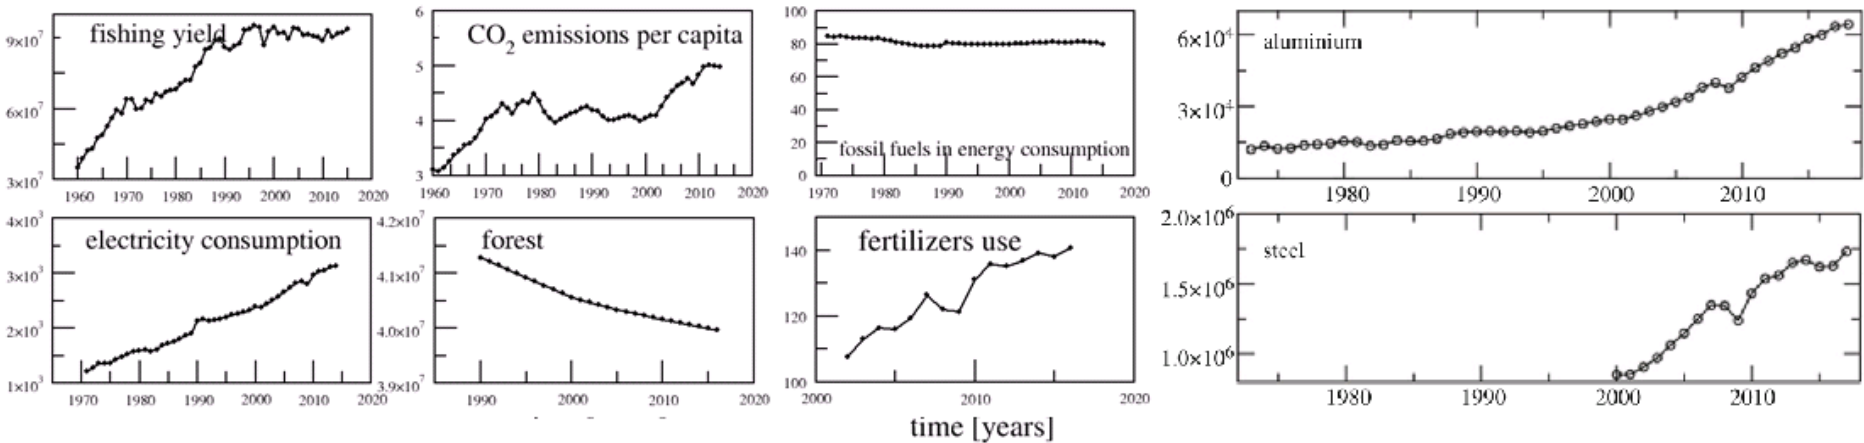 fishing yield
9×10⁷
6×10⁷
3×10⁷
1960 1970 1980 1990 2000 2010 2020
CO₂ emissions per capita
6
5
4
3
1960 1970 1980 1990 2000 2010 2020
100
80
60
40
20
0
fossil fuels in energy consumption
1970 1980 1990 2000 2010 2020
aluminium
6×10⁴
3×10⁴
0
1980 1990 2000 2010
electricity consumption
4×10³
3×10³
2×10³
1×10³
1970 1980 1990 2000 2010 2020
forest
4.2×10⁷
4.1×10⁷
4.0×10⁷
3.9×10⁷
1990 2000 2010 2020
fertilizers use
140
120
100
2000 2010 2020
time [years]
steel
2.0×10⁶
1.5×10⁶
1.0×10⁶
1980 1990 2000 2010